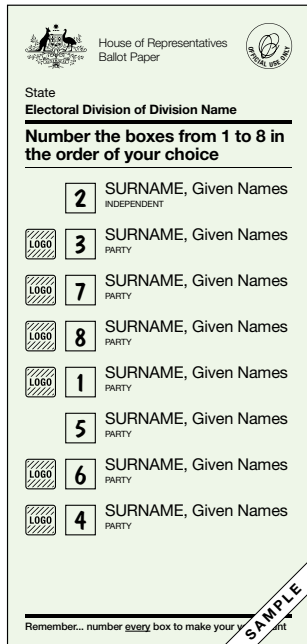 House of Representatives
Ballot Paper
OFFICIAL USE ONLY
State
Electoral Division of Division Name
Number the boxes from 1 to 8 in
the order of your choice
2 SURNAME, Given Names
INDEPENDENT
LOGO 3 SURNAME, Given Names
PARTY
LOGO 7 SURNAME, Given Names
PARTY
LOGO 8 SURNAME, Given Names
PARTY
LOGO 1 SURNAME, Given Names
PARTY
5 SURNAME, Given Names
PARTY
LOGO 6 SURNAME, Given Names
PARTY
LOGO 4 SURNAME, Given Names
PARTY
Remember... number every box to make your
SAMPLE